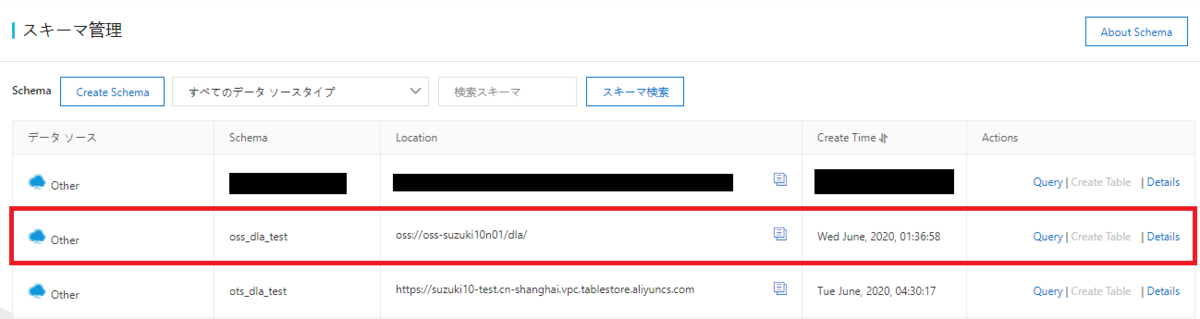 スキーマ管理
About Schema
Schema Create Schema すべてのデータ ソースタイプ 検索スキーマ スキーマ検索
データ ソース Schema Location Create Time Actions
Other Query | Create Table | Details
Other oss_dla_test oss://oss-suzuki10n01/dla/ Wed June, 2020, 01:36:58 Query | Create Table | Details
Other ots_dla_test https://suzuki10-test.cn-shanghai.vpc.tablestore.aliyuncs.com Tue June, 2020, 04:30:17 Query | Create Table | Details